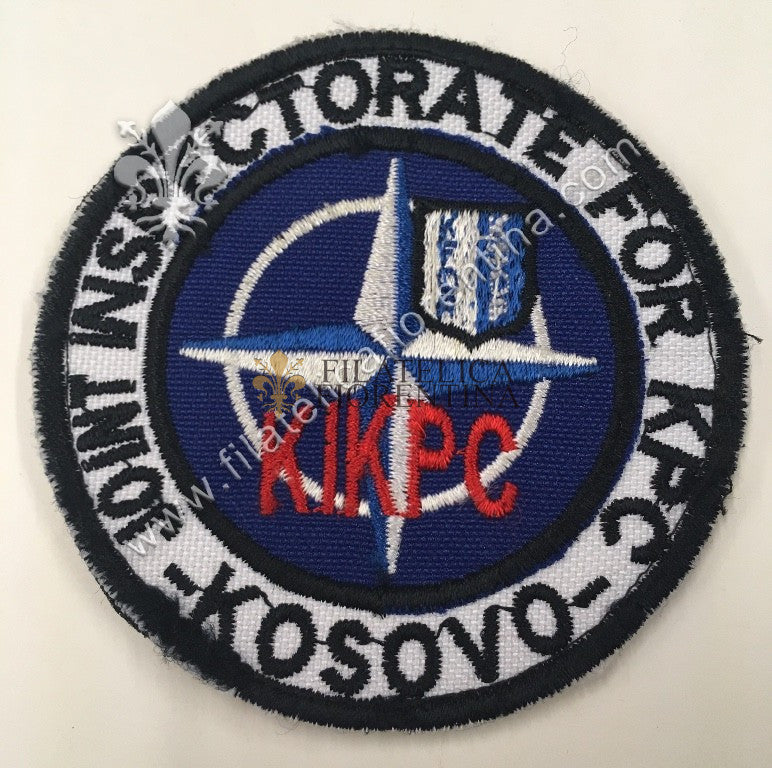 JOINT INSPECTORATE FOR KPC
-KOSOVO-
KIKPC
FILATELICA
FIORENTINA
www.filatelicafiorentina.com